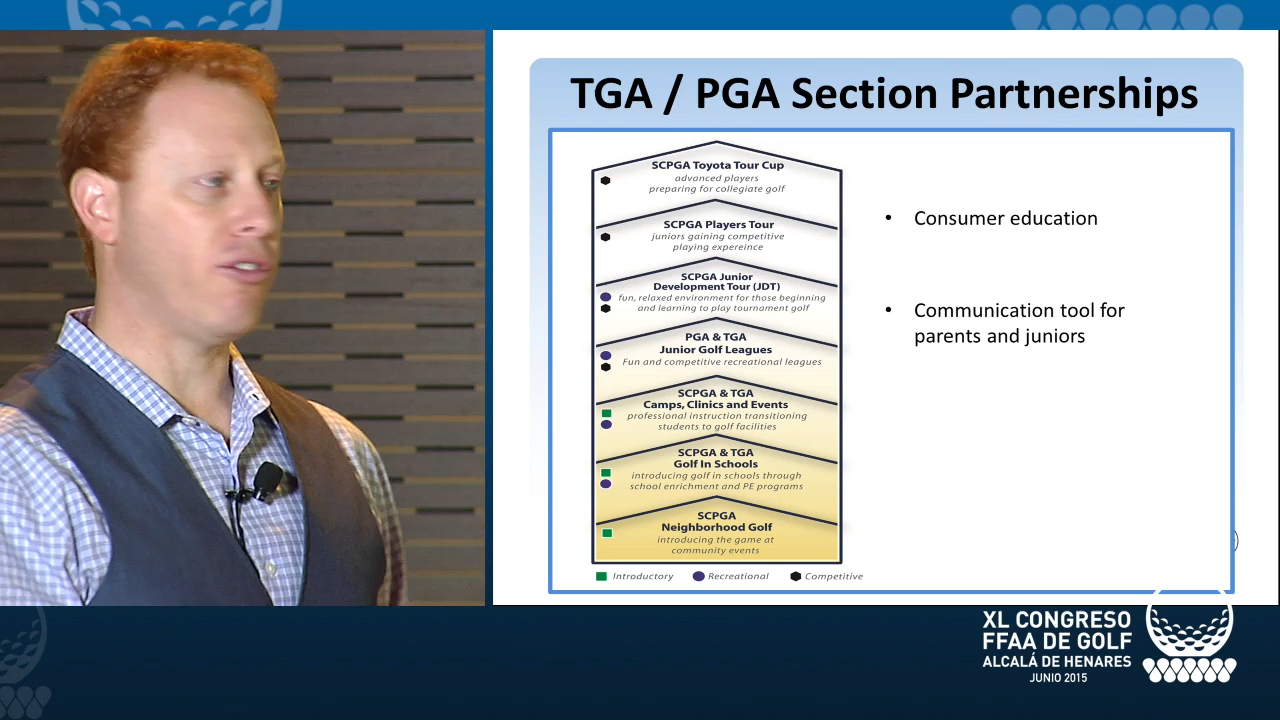 TGA / PGA Section Partnerships
SCPGA Toyota Tour Cup
advanced players
preparing for collegiate golf
SCPGA Players Tour
juniors gaining competitive
playing expereince
SCPGA Junior
Development Tour (JDT)
fun, relaxed environment for those beginning
and learning to play tournament golf
PGA & TGA
Junior Golf Leagues
Fun and competitive recreational leagues
SCPGA & TGA
Camps, Clinics and Events
professional instruction transitioning
students to golf facilities
SCPGA & TGA
Golf In Schools
introducing golf in schools through
school enrichment and PE programs
SCPGA
Neighborhood Golf
introducing the game at
community events
Introductory Recreational Competitive
• Consumer education
• Communication tool for
parents and juniors
XL CONGRESO
FFAA DE GOLF
ALCALÁ DE HENARES
JUNIO 2015